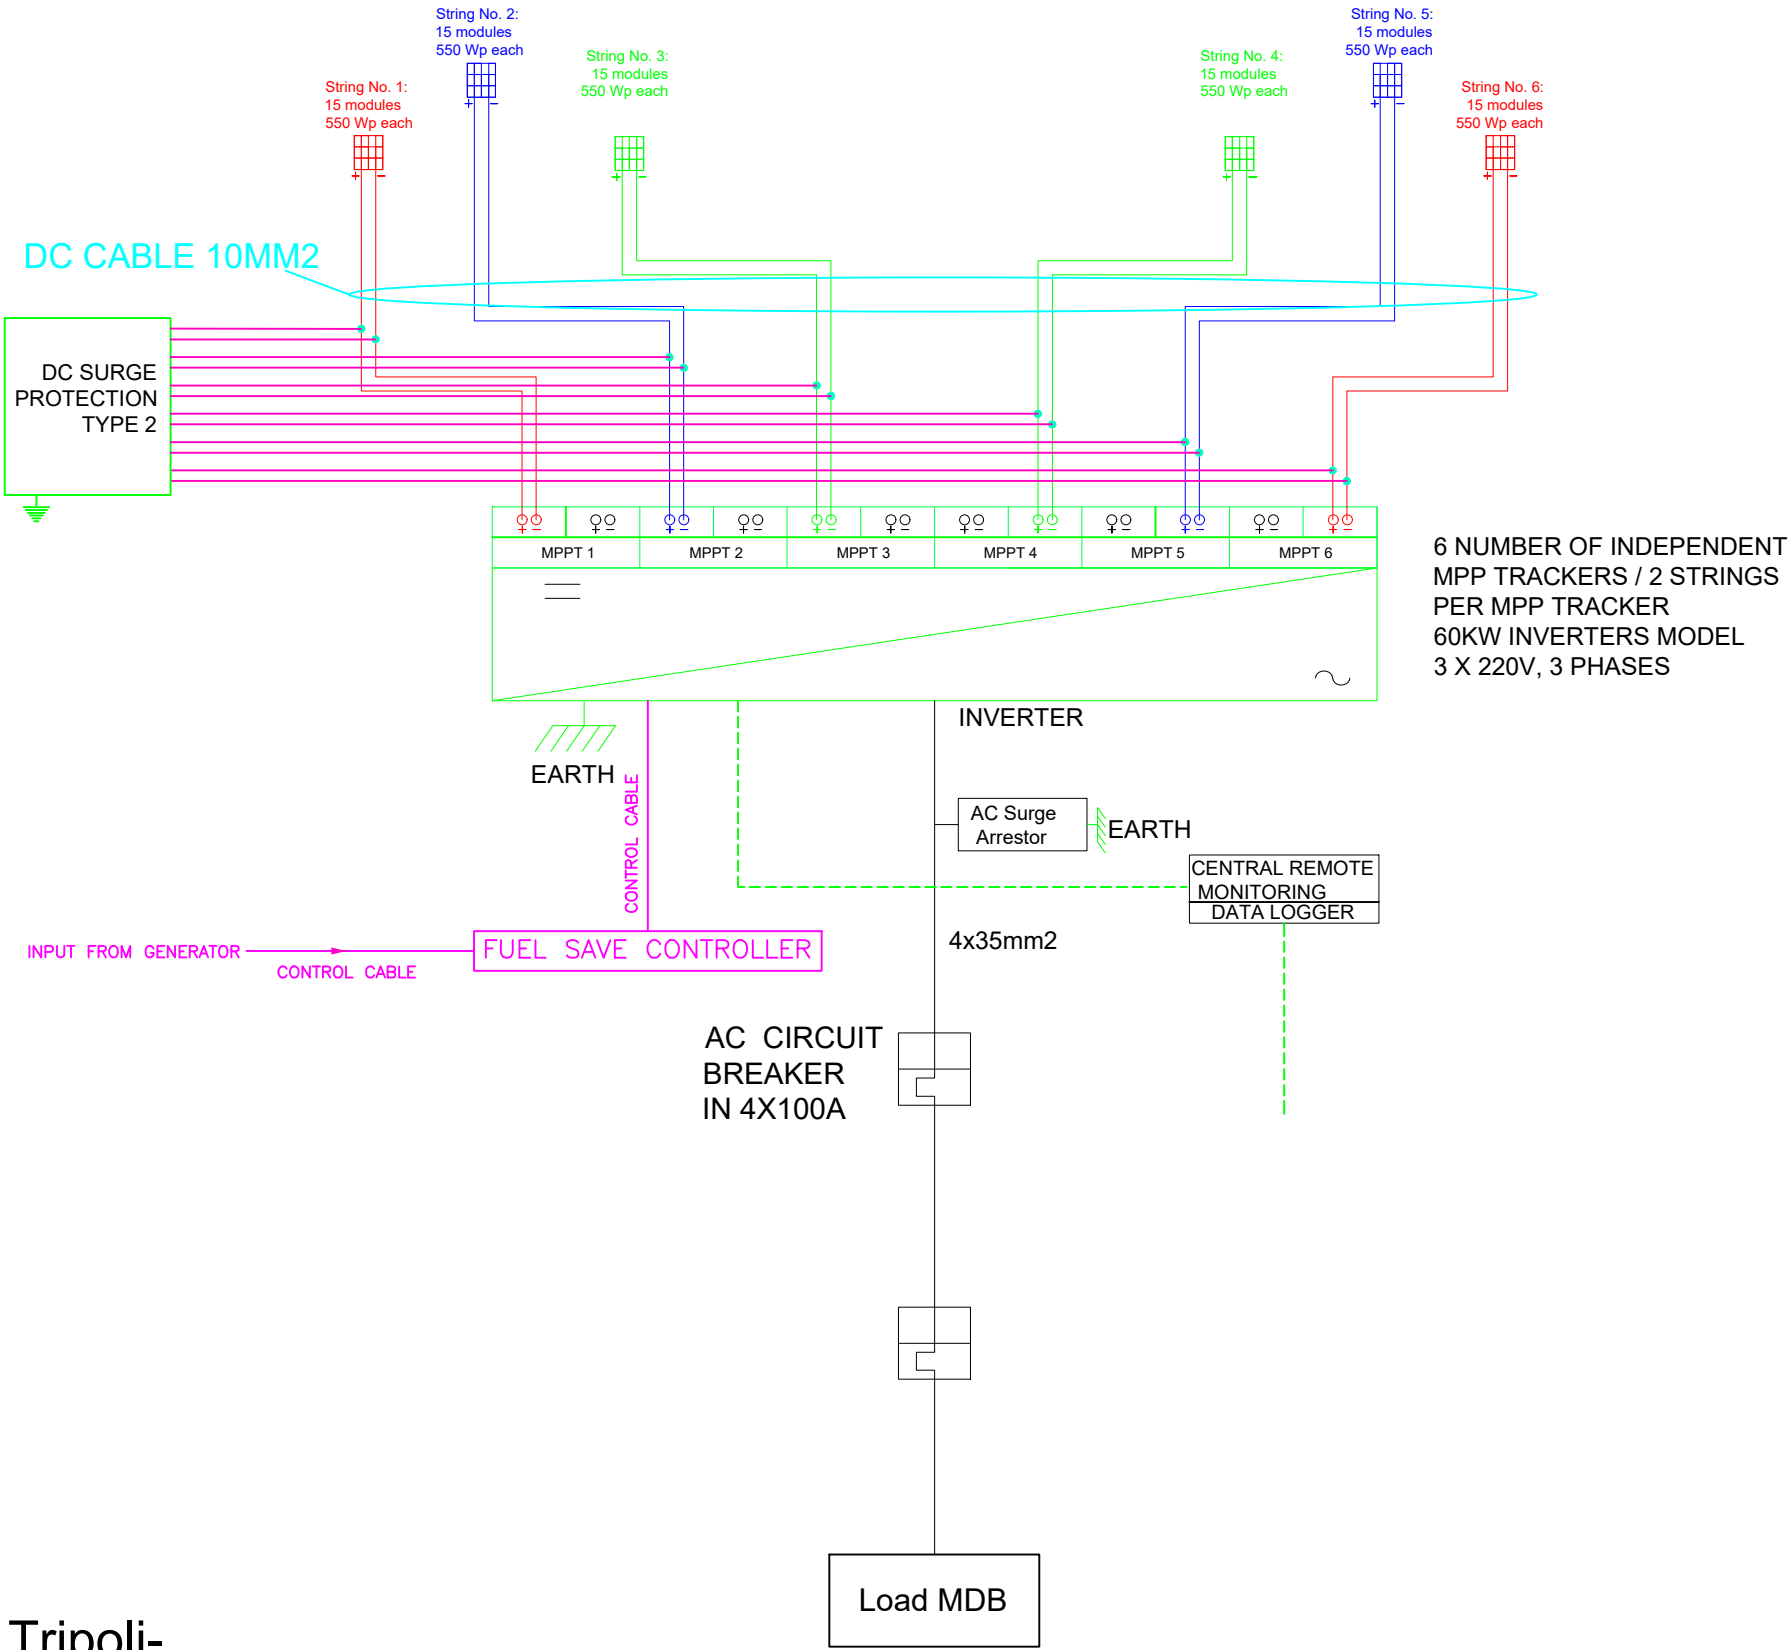 String No. 2:
15 modules
550 Wp each
String No. 5:
15 modules
550 Wp each
String No. 3:
15 modules
550 Wp each
String No. 4:
15 modules
550 Wp each
String No. 1:
15 modules
550 Wp each
String No. 6:
15 modules
550 Wp each
+ −
+ −
+ −
+ −
+ −
+ −
DC CABLE 10MM2
DC SURGE
PROTECTION
TYPE 2
+ − + − + − + − + − + − + − + − + − + − + − + −
MPPT 1 MPPT 2 MPPT 3 MPPT 4 MPPT 5 MPPT 6
6 NUMBER OF INDEPENDENT
MPP TRACKERS / 2 STRINGS
PER MPP TRACKER
60KW INVERTERS MODEL
3 X 220V, 3 PHASES
INVERTER
EARTH
CONTROL CABLE
AC Surge
Arrestor
EARTH
CENTRAL REMOTE
MONITORING
DATA LOGGER
INPUT FROM GENERATOR
CONTROL CABLE
FUEL SAVE CONTROLLER
4x35mm2
AC CIRCUIT
BREAKER
IN 4X100A
Load MDB
Tripoli-